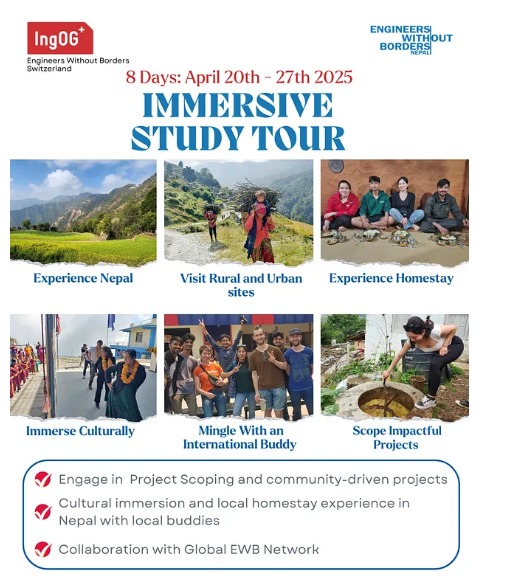 IngOG+
Engineers Without Borders
Switzerland
ENGINEERS
WITHOUT
BORDERS
NEPAL
8 Days: April 20th - 27th 2025
IMMERSIVE
STUDY TOUR
Experience Nepal
Visit Rural and Urban
sites
Experience Homestay
Immerse Culturally
Mingle With an
International Buddy
Scope Impactful
Projects
Engage in Project Scoping and community-driven projects
Cultural immersion and local homestay experience in
Nepal with local buddies
Collaboration with Global EWB Network